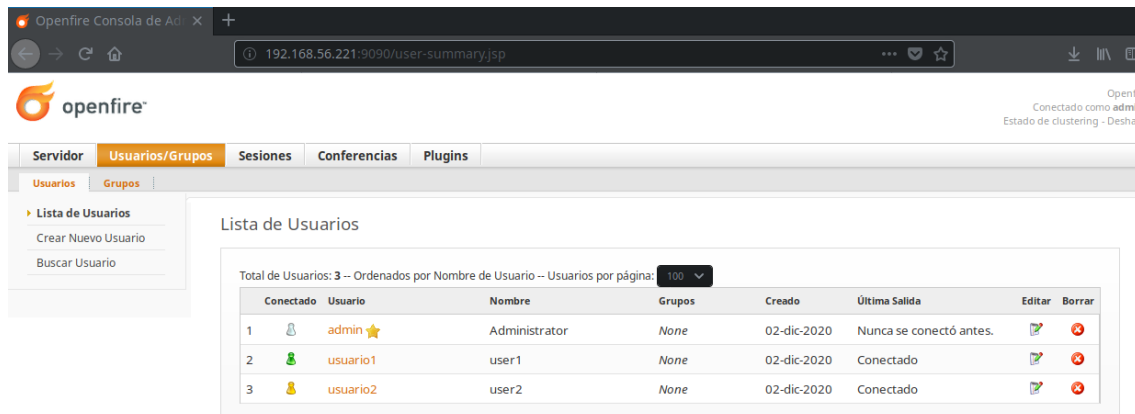 Openfire Consola de Ad
192.168.56.221:9090/user-summary.jsp
openfire
Openf
Conectado como admi
Estado de clustering - Desha
Servidor Usuarios/Grupos Sesiones Conferencias Plugins
Usuarios Grupos
Lista de Usuarios
Crear Nuevo Usuario
Buscar Usuario
Lista de Usuarios
Total de Usuarios: 3 -- Ordenados por Nombre de Usuario -- Usuarios por página: 100
Conectado Usuario Nombre Grupos Creado Última Salida Editar Borrar
1 admin Administrator None 02-dic-2020 Nunca se conectó antes.
2 usuario1 user1 None 02-dic-2020 Conectado
3 usuario2 user2 None 02-dic-2020 Conectado